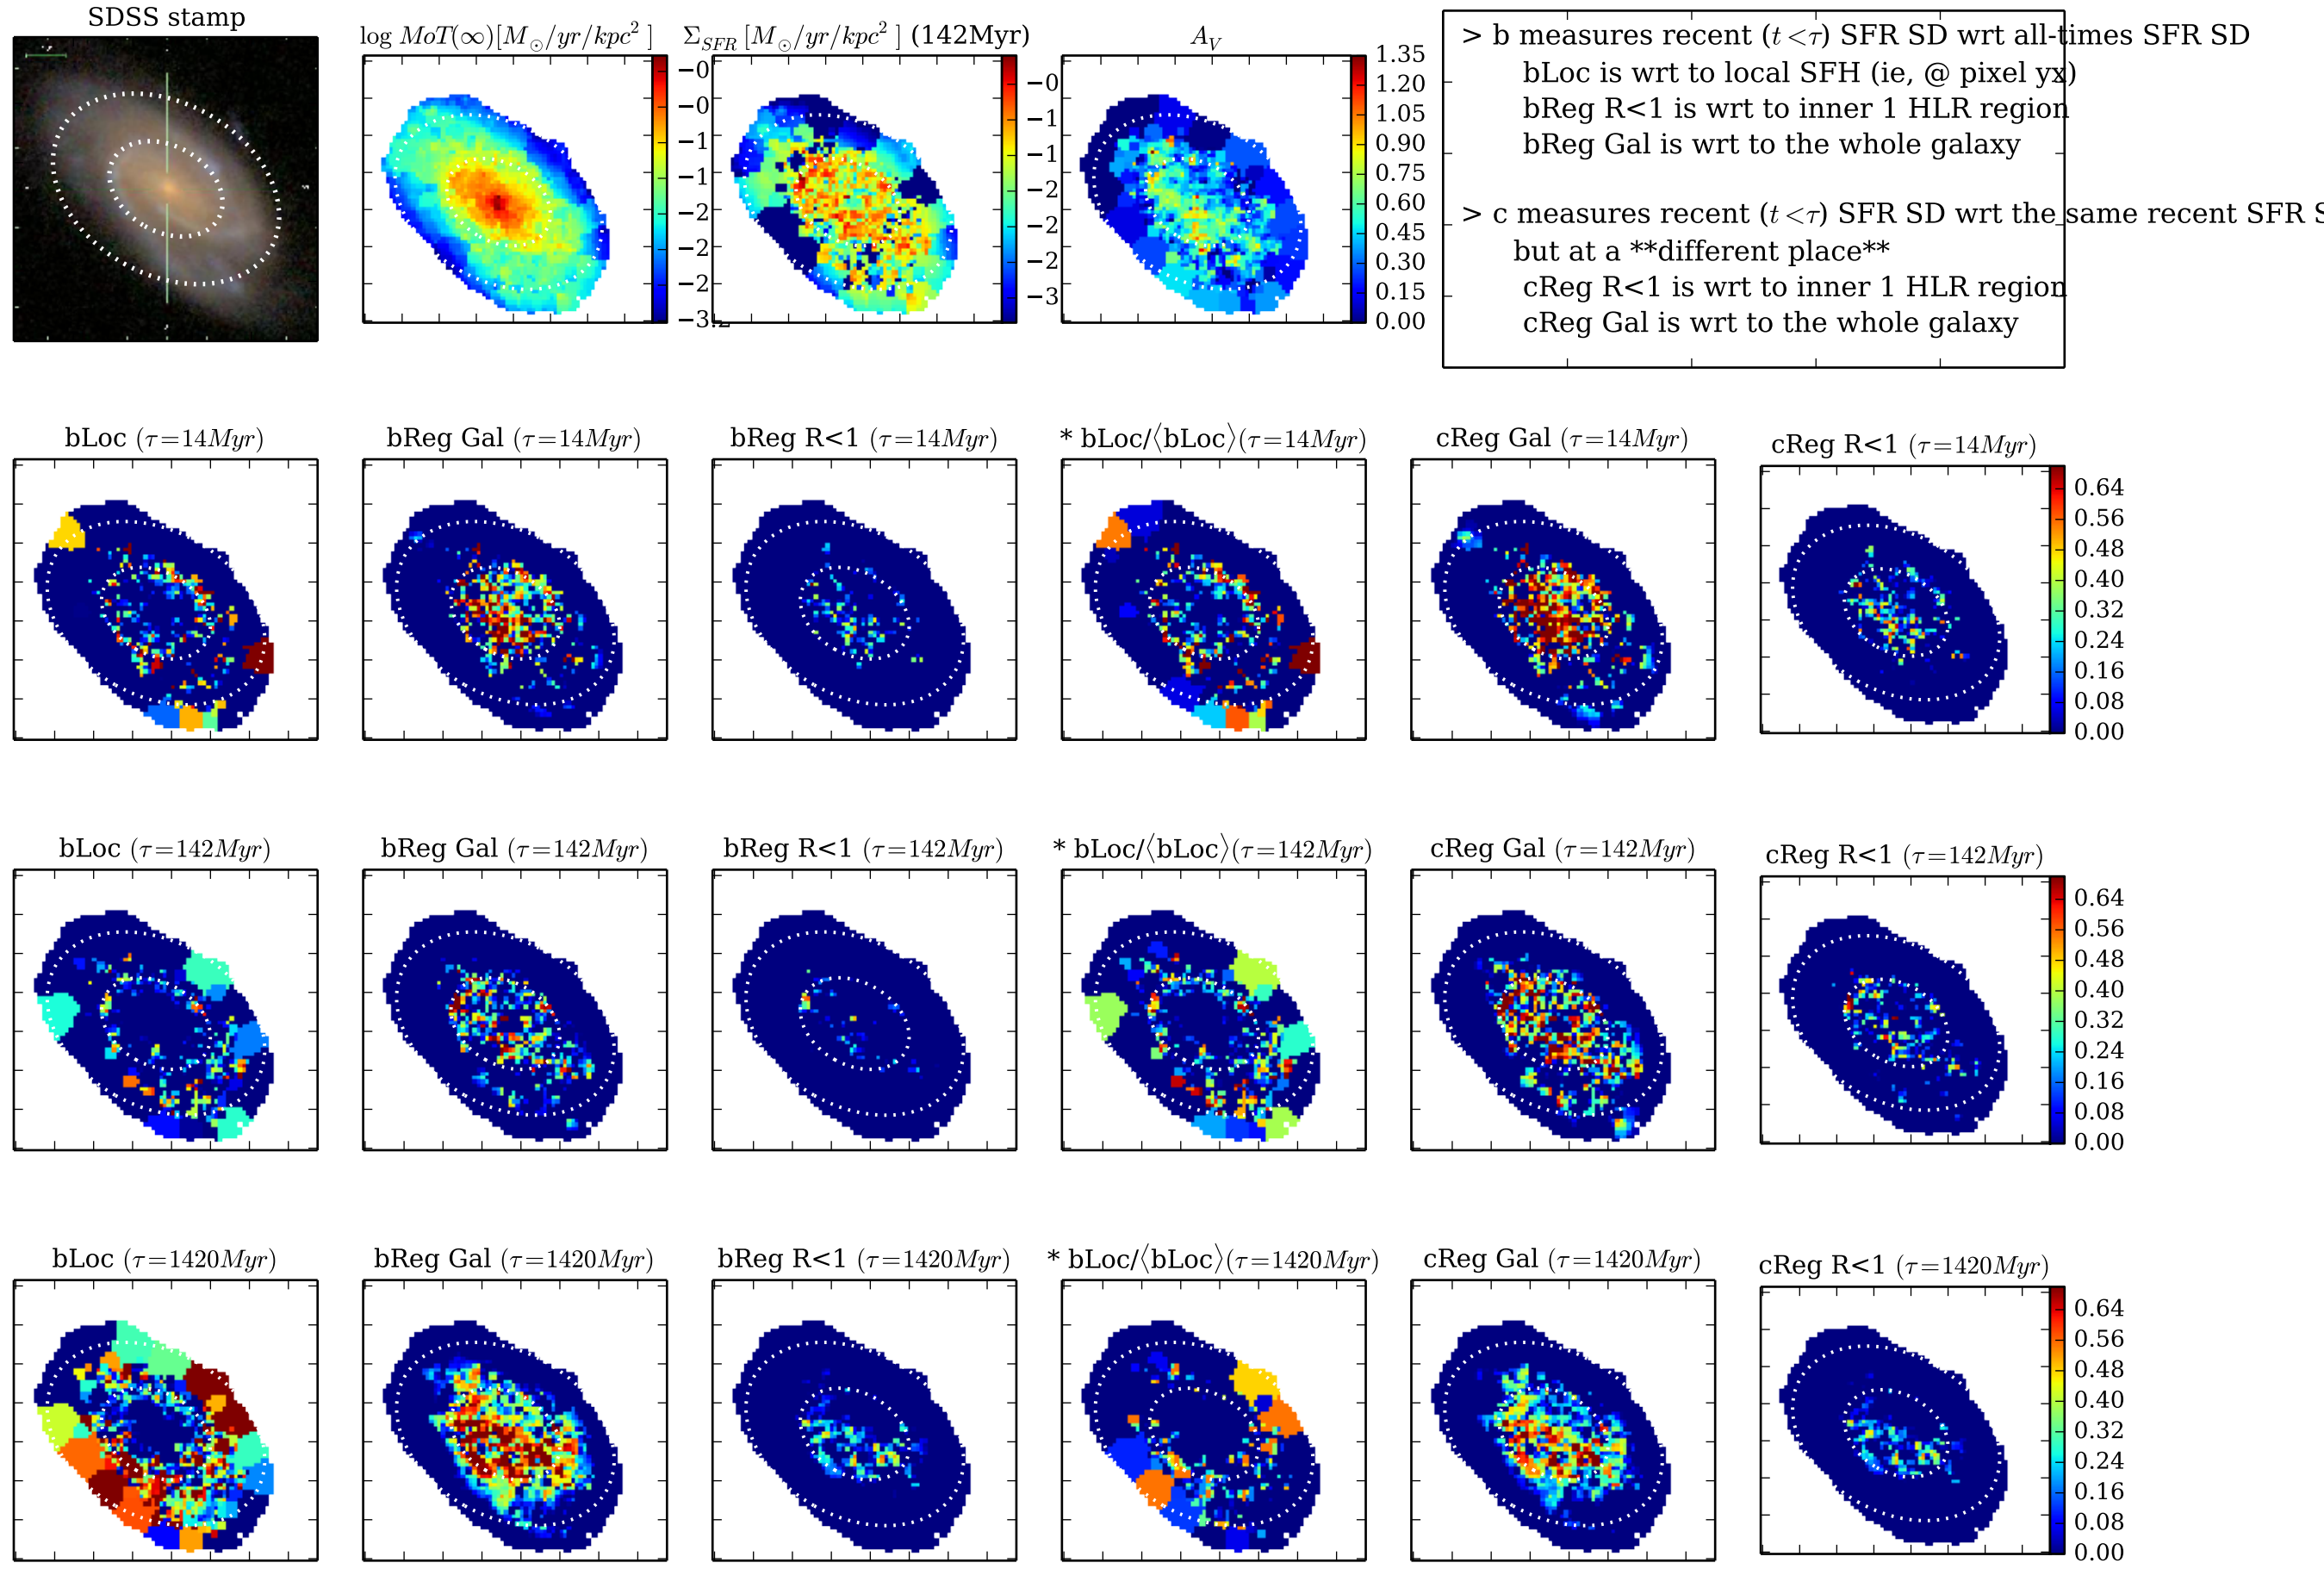 SDSS stamp
log MoT(∞)[M⊙/yr/kpc² ]
Σ_SFR [M⊙/yr/kpc² ] (142Myr)
A_V
−0
−0
−1
−1
−2
−2
−2
−3.2
−0
−1
−1
−2
−2
−2
−3
1.35
1.20
1.05
0.90
0.75
0.60
0.45
0.30
0.15
0.00
> b measures recent (t<τ) SFR SD wrt all-times SFR SD
bLoc is wrt to local SFH (ie, @ pixel yx)
bReg R<1 is wrt to inner 1 HLR region
bReg Gal is wrt to the whole galaxy
> c measures recent (t<τ) SFR SD wrt the same recent SFR S
but at a **different place**
cReg R<1 is wrt to inner 1 HLR region
cReg Gal is wrt to the whole galaxy
bLoc (τ=14Myr)
bReg Gal (τ=14Myr)
bReg R<1 (τ=14Myr)
* bLoc/⟨bLoc⟩(τ=14Myr)
cReg Gal (τ=14Myr)
cReg R<1 (τ=14Myr)
0.64
0.56
0.48
0.40
0.32
0.24
0.16
0.08
0.00
bLoc (τ=142Myr)
bReg Gal (τ=142Myr)
bReg R<1 (τ=142Myr)
* bLoc/⟨bLoc⟩(τ=142Myr)
cReg Gal (τ=142Myr)
cReg R<1 (τ=142Myr)
0.64
0.56
0.48
0.40
0.32
0.24
0.16
0.08
0.00
bLoc (τ=1420Myr)
bReg Gal (τ=1420Myr)
bReg R<1 (τ=1420Myr)
* bLoc/⟨bLoc⟩(τ=1420Myr)
cReg Gal (τ=1420Myr)
cReg R<1 (τ=1420Myr)
0.64
0.56
0.48
0.40
0.32
0.24
0.16
0.08
0.00